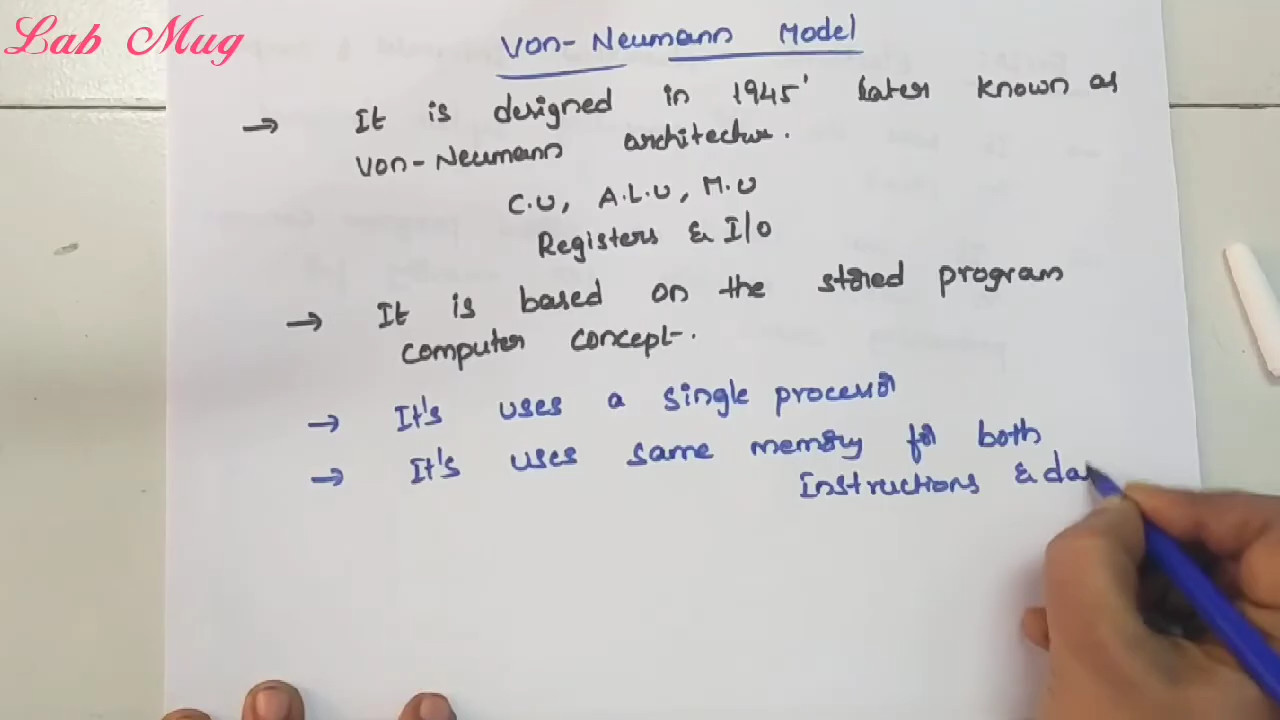 Lab Mug
Von-Neumann Model
→ It is designed in 1945' later known as
Von-Neumann architecture.
C.U, A.L.U, M.U
Registers & I/O
→ It is based on the stored program
computer concept.
→ It's uses a single processor
→ It's uses same memory for both
Instructions & da